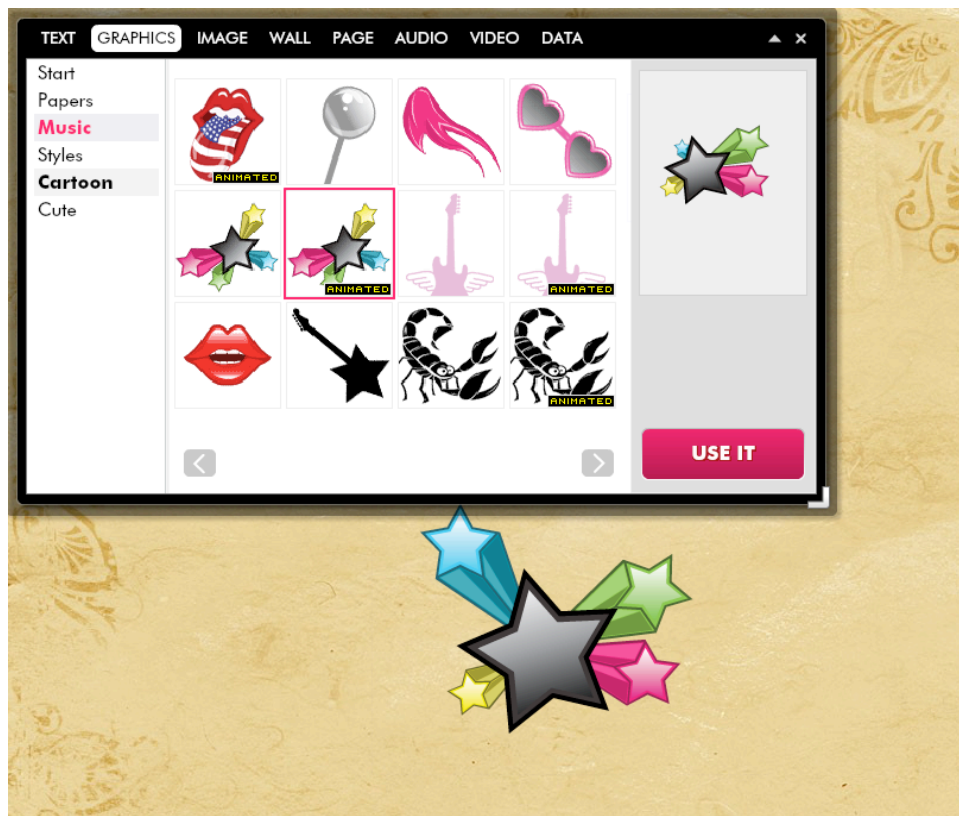 TEXT GRAPHICS IMAGE WALL PAGE AUDIO VIDEO DATA
Start
Papers
Music
Styles
Cartoon
Cute
ANIMATED
ANIMATED
ANIMATED
ANIMATED
USE IT